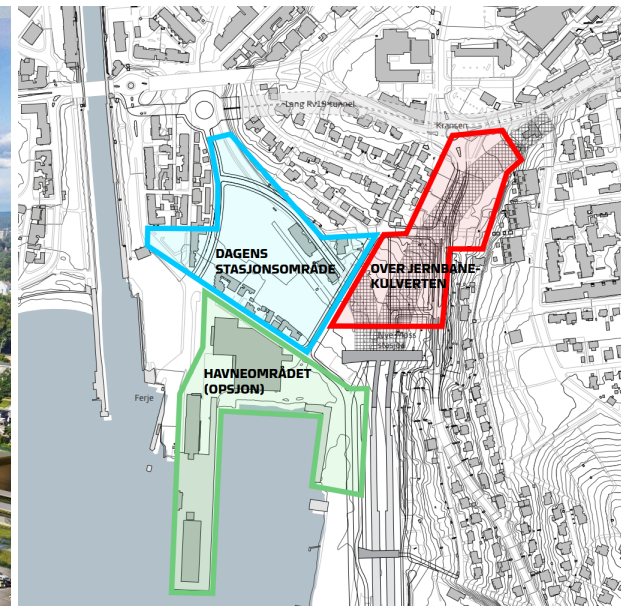 Lang Rv19-tunnel
Kransen
DAGENS
STASJONSOMRÅDE
OVER JERNBANE-
KULVERTEN
HAVNEOMRÅDET
(OPSJON)
Ferje